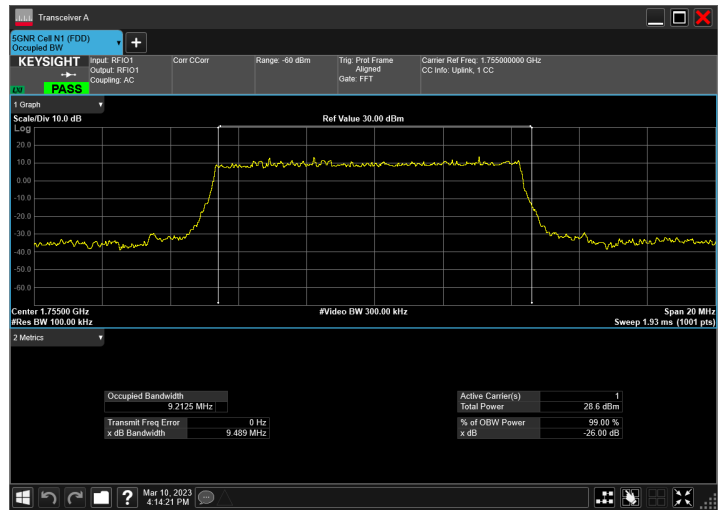 Transceiver A
5GNR Cell N1 (FDD)
Occupied BW
KEYSIGHT
Input: RFIO1
Output: RFIO1
Coupling: AC
Corr CCorr
Range: -60 dBm
Trig: Prot Frame
Aligned
Gate: FFT
Carrier Ref Freq: 1.755000000 GHz
CC Info: Uplink, 1 CC
LXI
PASS
1 Graph
Scale/Div 10.0 dB
Ref Value 30.00 dBm
Log
20.0
10.0
0.00
-10.0
-20.0
-30.0
-40.0
-50.0
-60.0
Center 1.75500 GHz
#Video BW 300.00 kHz
Span 20 MHz
#Res BW 100.00 kHz
Sweep 1.93 ms (1001 pts)
2 Metrics
Occupied Bandwidth
9.2125 MHz
Transmit Freq Error 0 Hz
x dB Bandwidth 9.489 MHz
Active Carrier(s) 1
Total Power 28.6 dBm
% of OBW Power 99.00 %
x dB -26.00 dB
?
Mar 10, 2023
4:14:21 PM